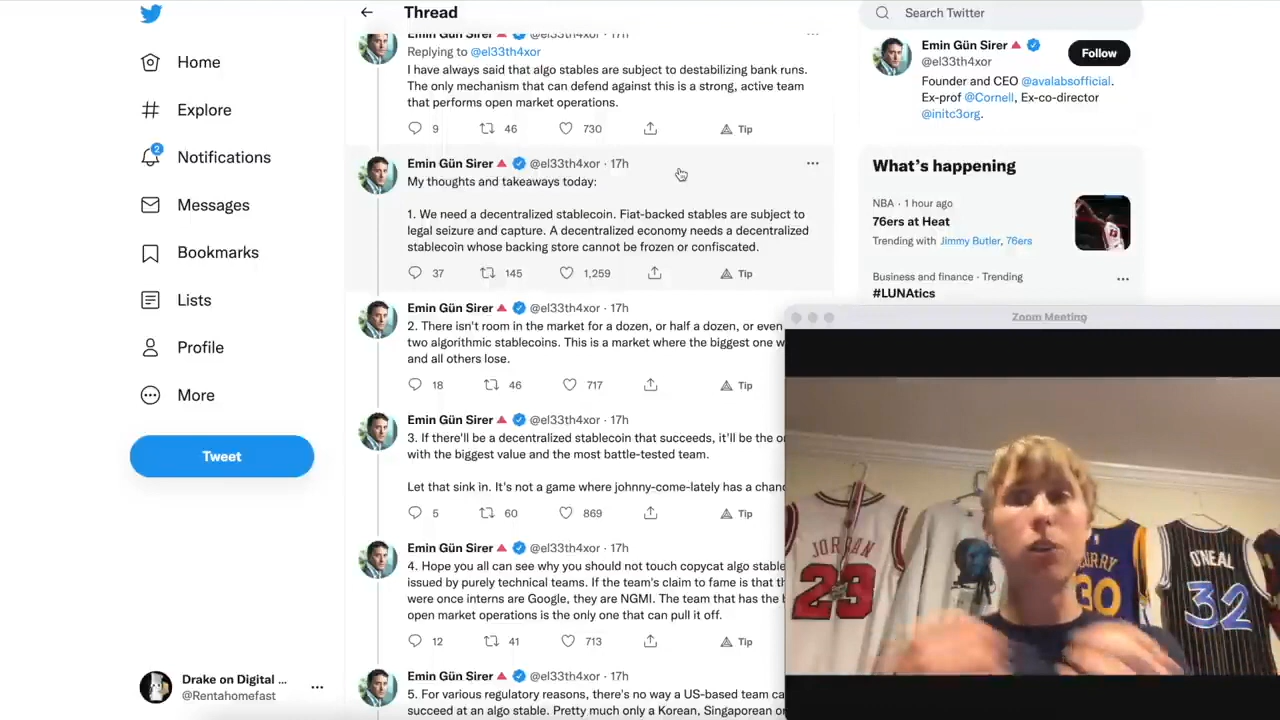 Thread
Search Twitter
Home
Explore
2
Notifications
Messages
Bookmarks
Lists
Profile
More
Tweet
Drake on Digital ...
@Rentahomefast
Emin Gün Sirer @el33th4xor · 17h
Replying to @el33th4xor
I have always said that algo stables are subject to destabilizing bank runs.
The only mechanism that can defend against this is a strong, active team
that performs open market operations.
9 46 730 Tip
Emin Gün Sirer @el33th4xor · 17h
My thoughts and takeaways today:
1. We need a decentralized stablecoin. Fiat-backed stables are subject to
legal seizure and capture. A decentralized economy needs a decentralized
stablecoin whose backing store cannot be frozen or confiscated.
37 145 1,259 Tip
Emin Gün Sirer @el33th4xor · 17h
2. There isn't room in the market for a dozen, or half a dozen, or even
two algorithmic stablecoins. This is a market where the biggest one w
and all others lose.
18 46 717 Tip
Emin Gün Sirer @el33th4xor · 17h
3. If there'll be a decentralized stablecoin that succeeds, it'll be the o
with the biggest value and the most battle-tested team.
Let that sink in. It's not a game where johnny-come-lately has a chanc
5 60 869 Tip
Emin Gün Sirer @el33th4xor · 17h
4. Hope you all can see why you should not touch copycat algo stable
issued by purely technical teams. If the team's claim to fame is that th
were once interns are Google, they are NGMI. The team that has the b
open market operations is the only one that can pull it off.
12 41 713 Tip
Emin Gün Sirer @el33th4xor · 17h
5. For various regulatory reasons, there's no way a US-based team ca
succeed at an algo stable. Pretty much only a Korean, Singaporean or
Emin Gün Sirer
@el33th4xor
Follow
Founder and CEO @avalabsofficial.
Ex-prof @Cornell, Ex-co-director
@initc3org.
What's happening
NBA · 1 hour ago
76ers at Heat
Trending with Jimmy Butler, 76ers
Business and finance · Trending
#LUNAtics
Zoom Meeting
JORDAN
23
CURRY
30
O'NEAL
32